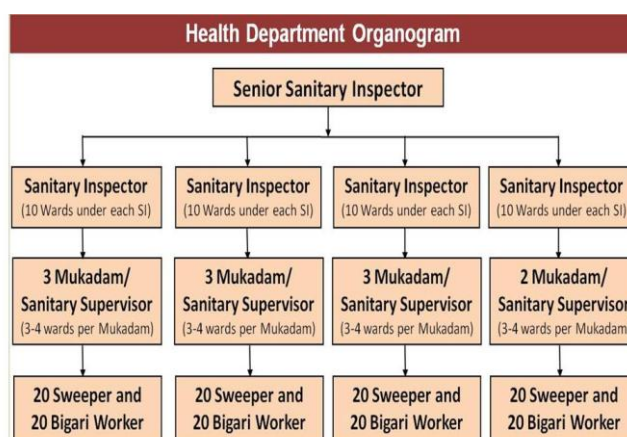 Health Department Organogram
Senior Sanitary Inspector
Sanitary Inspector
(10 Wards under each SI)
Sanitary Inspector
(10 Wards under each SI)
Sanitary Inspector
(10 Wards under each SI)
Sanitary Inspector
(10 Wards under each SI)
3 Mukadam/
Sanitary Supervisor
(3-4 wards per Mukadam)
3 Mukadam/
Sanitary Supervisor
(3-4 wards per Mukadam)
3 Mukadam/
Sanitary Supervisor
(3-4 wards per Mukadam)
2 Mukadam/
Sanitary Supervisor
(3-4 wards per Mukadam
20 Sweeper and
20 Bigari Worker
20 Sweeper and
20 Bigari Worker
20 Sweeper and
20 Bigari Worker
20 Sweeper and
20 Bigari Worker